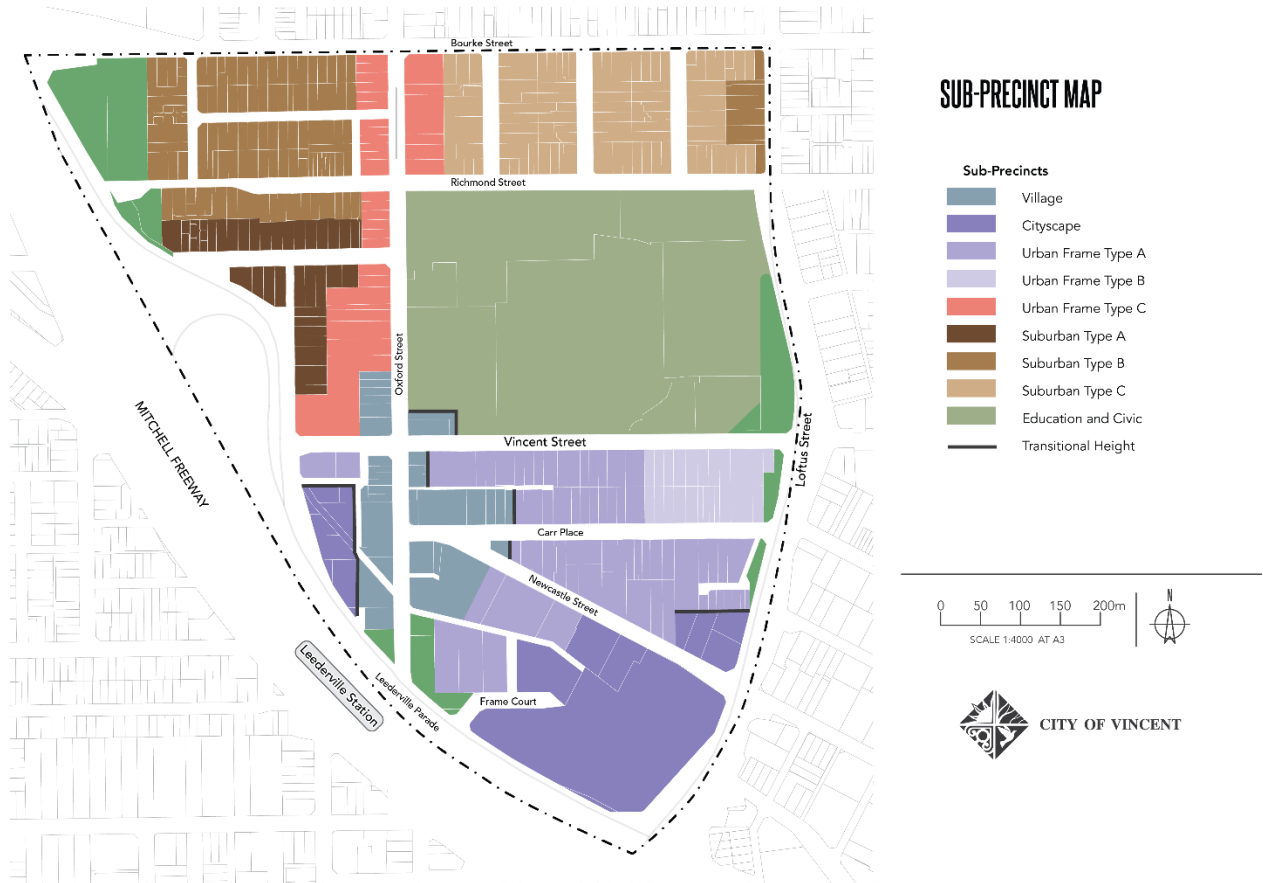 Bourke Street
SUB-PRECINCT MAP
Sub-Precincts
Village
Cityscape
Urban Frame Type A
Urban Frame Type B
Urban Frame Type C
Suburban Type A
Suburban Type B
Suburban Type C
Education and Civic
Transitional Height
Richmond Street
Oxford Street
MITCHELL FREEWAY
Vincent Street
Loftus Street
Carr Place
Newcastle Street
Leederville Station
Leederville Parade
Frame Court
0 50 100 150 200m
SCALE 1:4000 AT A3
N
CITY OF VINCENT